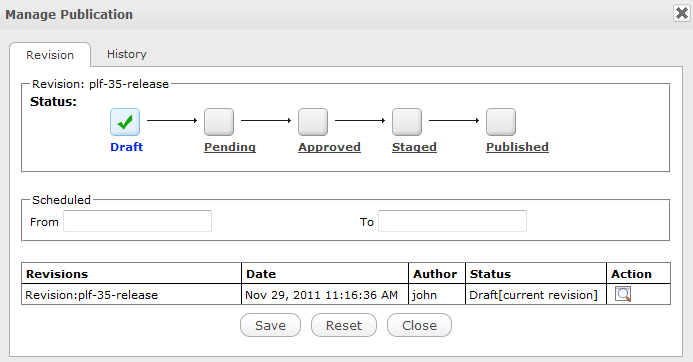 Manage Publication
Revision History
Revision: plf-35-release
Status:
Draft Pending Approved Staged Published
Scheduled
From To
Revisions Date Author Status Action
Revision:plf-35-release Nov 29, 2011 11:16:36 AM john Draft[current revision]
Save Reset Close